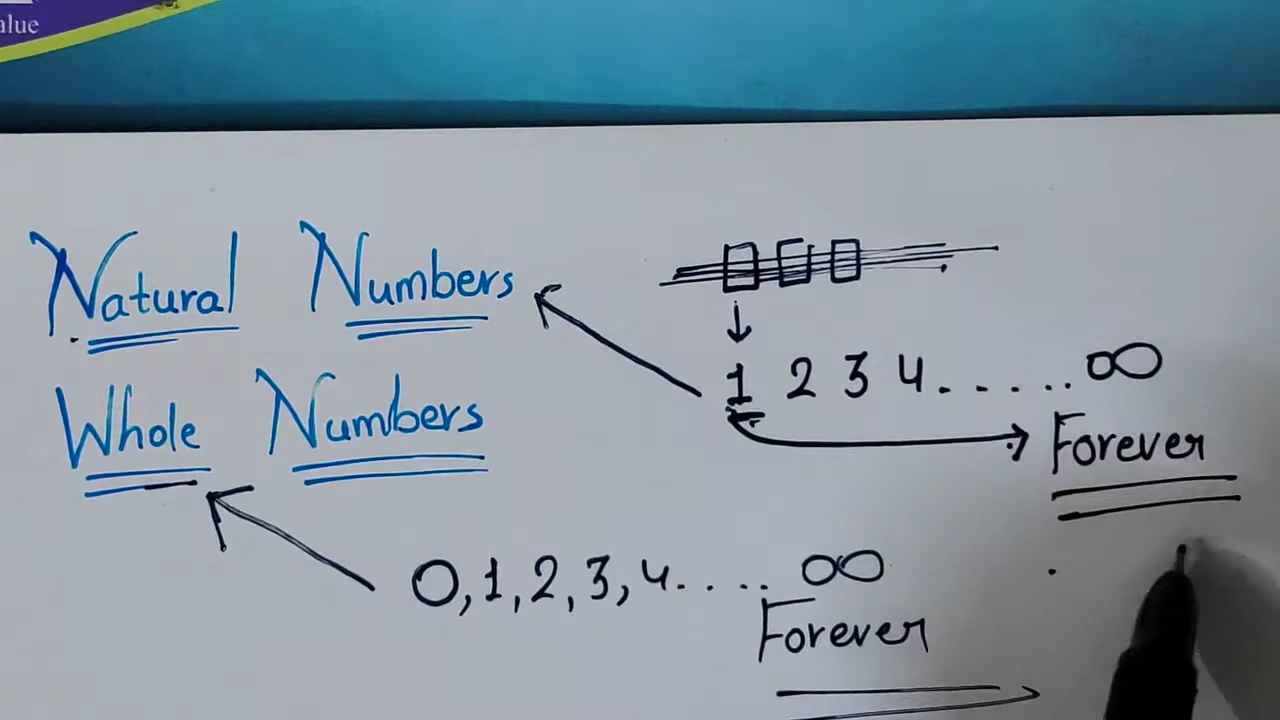 alue
Natural Numbers
1 2 3 4 . . . . . ∞
Forever
Whole Numbers
0, 1, 2, 3, 4 . . . . ∞
Forever